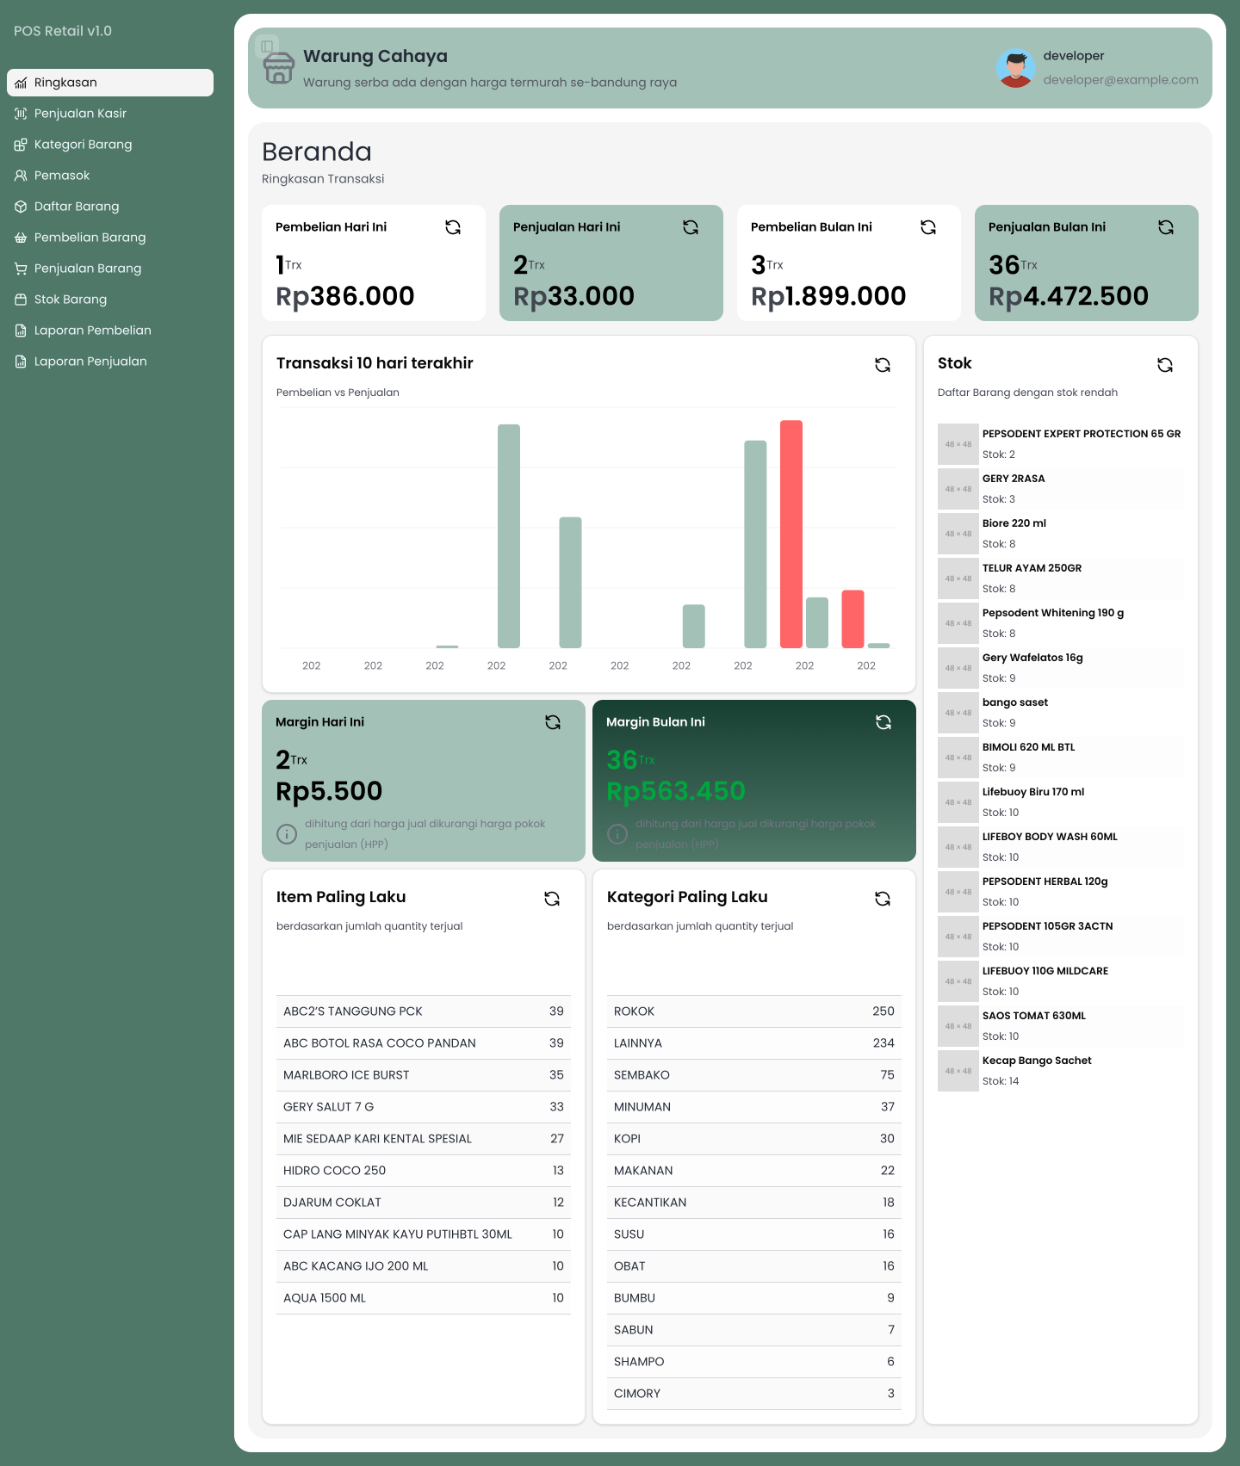 POS Retail v1.0
Ringkasan
Penjualan Kasir
Kategori Barang
Pemasok
Daftar Barang
Pembelian Barang
Penjualan Barang
Stok Barang
Laporan Pembelian
Laporan Penjualan
Warung Cahaya
Warung serba ada dengan harga termurah se-bandung raya
developer
developer@example.com
Beranda
Ringkasan Transaksi
Pembelian Hari Ini
1Trx
Rp386.000
Penjualan Hari Ini
2Trx
Rp33.000
Pembelian Bulan Ini
3Trx
Rp1.899.000
Penjualan Bulan Ini
36Trx
Rp4.472.500
Transaksi 10 hari terakhir
Pembelian vs Penjualan
202 202 202 202 202 202 202 202 202 202
Margin Hari Ini
2Trx
Rp5.500
dihitung dari harga jual dikurangi harga pokok
penjualan (HPP)
Margin Bulan Ini
36Trx
Rp563.450
dihitung dari harga jual dikurangi harga pokok
penjualan (HPP)
Item Paling Laku
berdasarkan jumlah quantity terjual
ABC2'S TANGGUNG PCK 39
ABC BOTOL RASA COCO PANDAN 39
MARLBORO ICE BURST 35
GERY SALUT 7 G 33
MIE SEDAAP KARI KENTAL SPESIAL 27
HIDRO COCO 250 13
DJARUM COKLAT 12
CAP LANG MINYAK KAYU PUTIHBTL 30ML 10
ABC KACANG IJO 200 ML 10
AQUA 1500 ML 10
Kategori Paling Laku
berdasarkan jumlah quantity terjual
ROKOK 250
LAINNYA 234
SEMBAKO 75
MINUMAN 37
KOPI 30
MAKANAN 22
KECANTIKAN 18
SUSU 16
OBAT 16
BUMBU 9
SABUN 7
SHAMPO 6
CIMORY 3
Stok
Daftar Barang dengan stok rendah
48 × 48
PEPSODENT EXPERT PROTECTION 65 GR
Stok: 2
48 × 48
GERY 2RASA
Stok: 3
48 × 48
Biore 220 ml
Stok: 8
48 × 48
TELUR AYAM 250GR
Stok: 8
48 × 48
Pepsodent Whitening 190 g
Stok: 8
48 × 48
Gery Wafelatos 16g
Stok: 9
48 × 48
bango saset
Stok: 9
48 × 48
BIMOLI 620 ML BTL
Stok: 9
48 × 48
Lifebuoy Biru 170 ml
Stok: 10
48 × 48
LIFEBOY BODY WASH 60ML
Stok: 10
48 × 48
PEPSODENT HERBAL 120g
Stok: 10
48 × 48
PEPSODENT 105GR 3ACTN
Stok: 10
48 × 48
LIFEBUOY 110G MILDCARE
Stok: 10
48 × 48
SAOS TOMAT 630ML
Stok: 10
48 × 48
Kecap Bango Sachet
Stok: 14